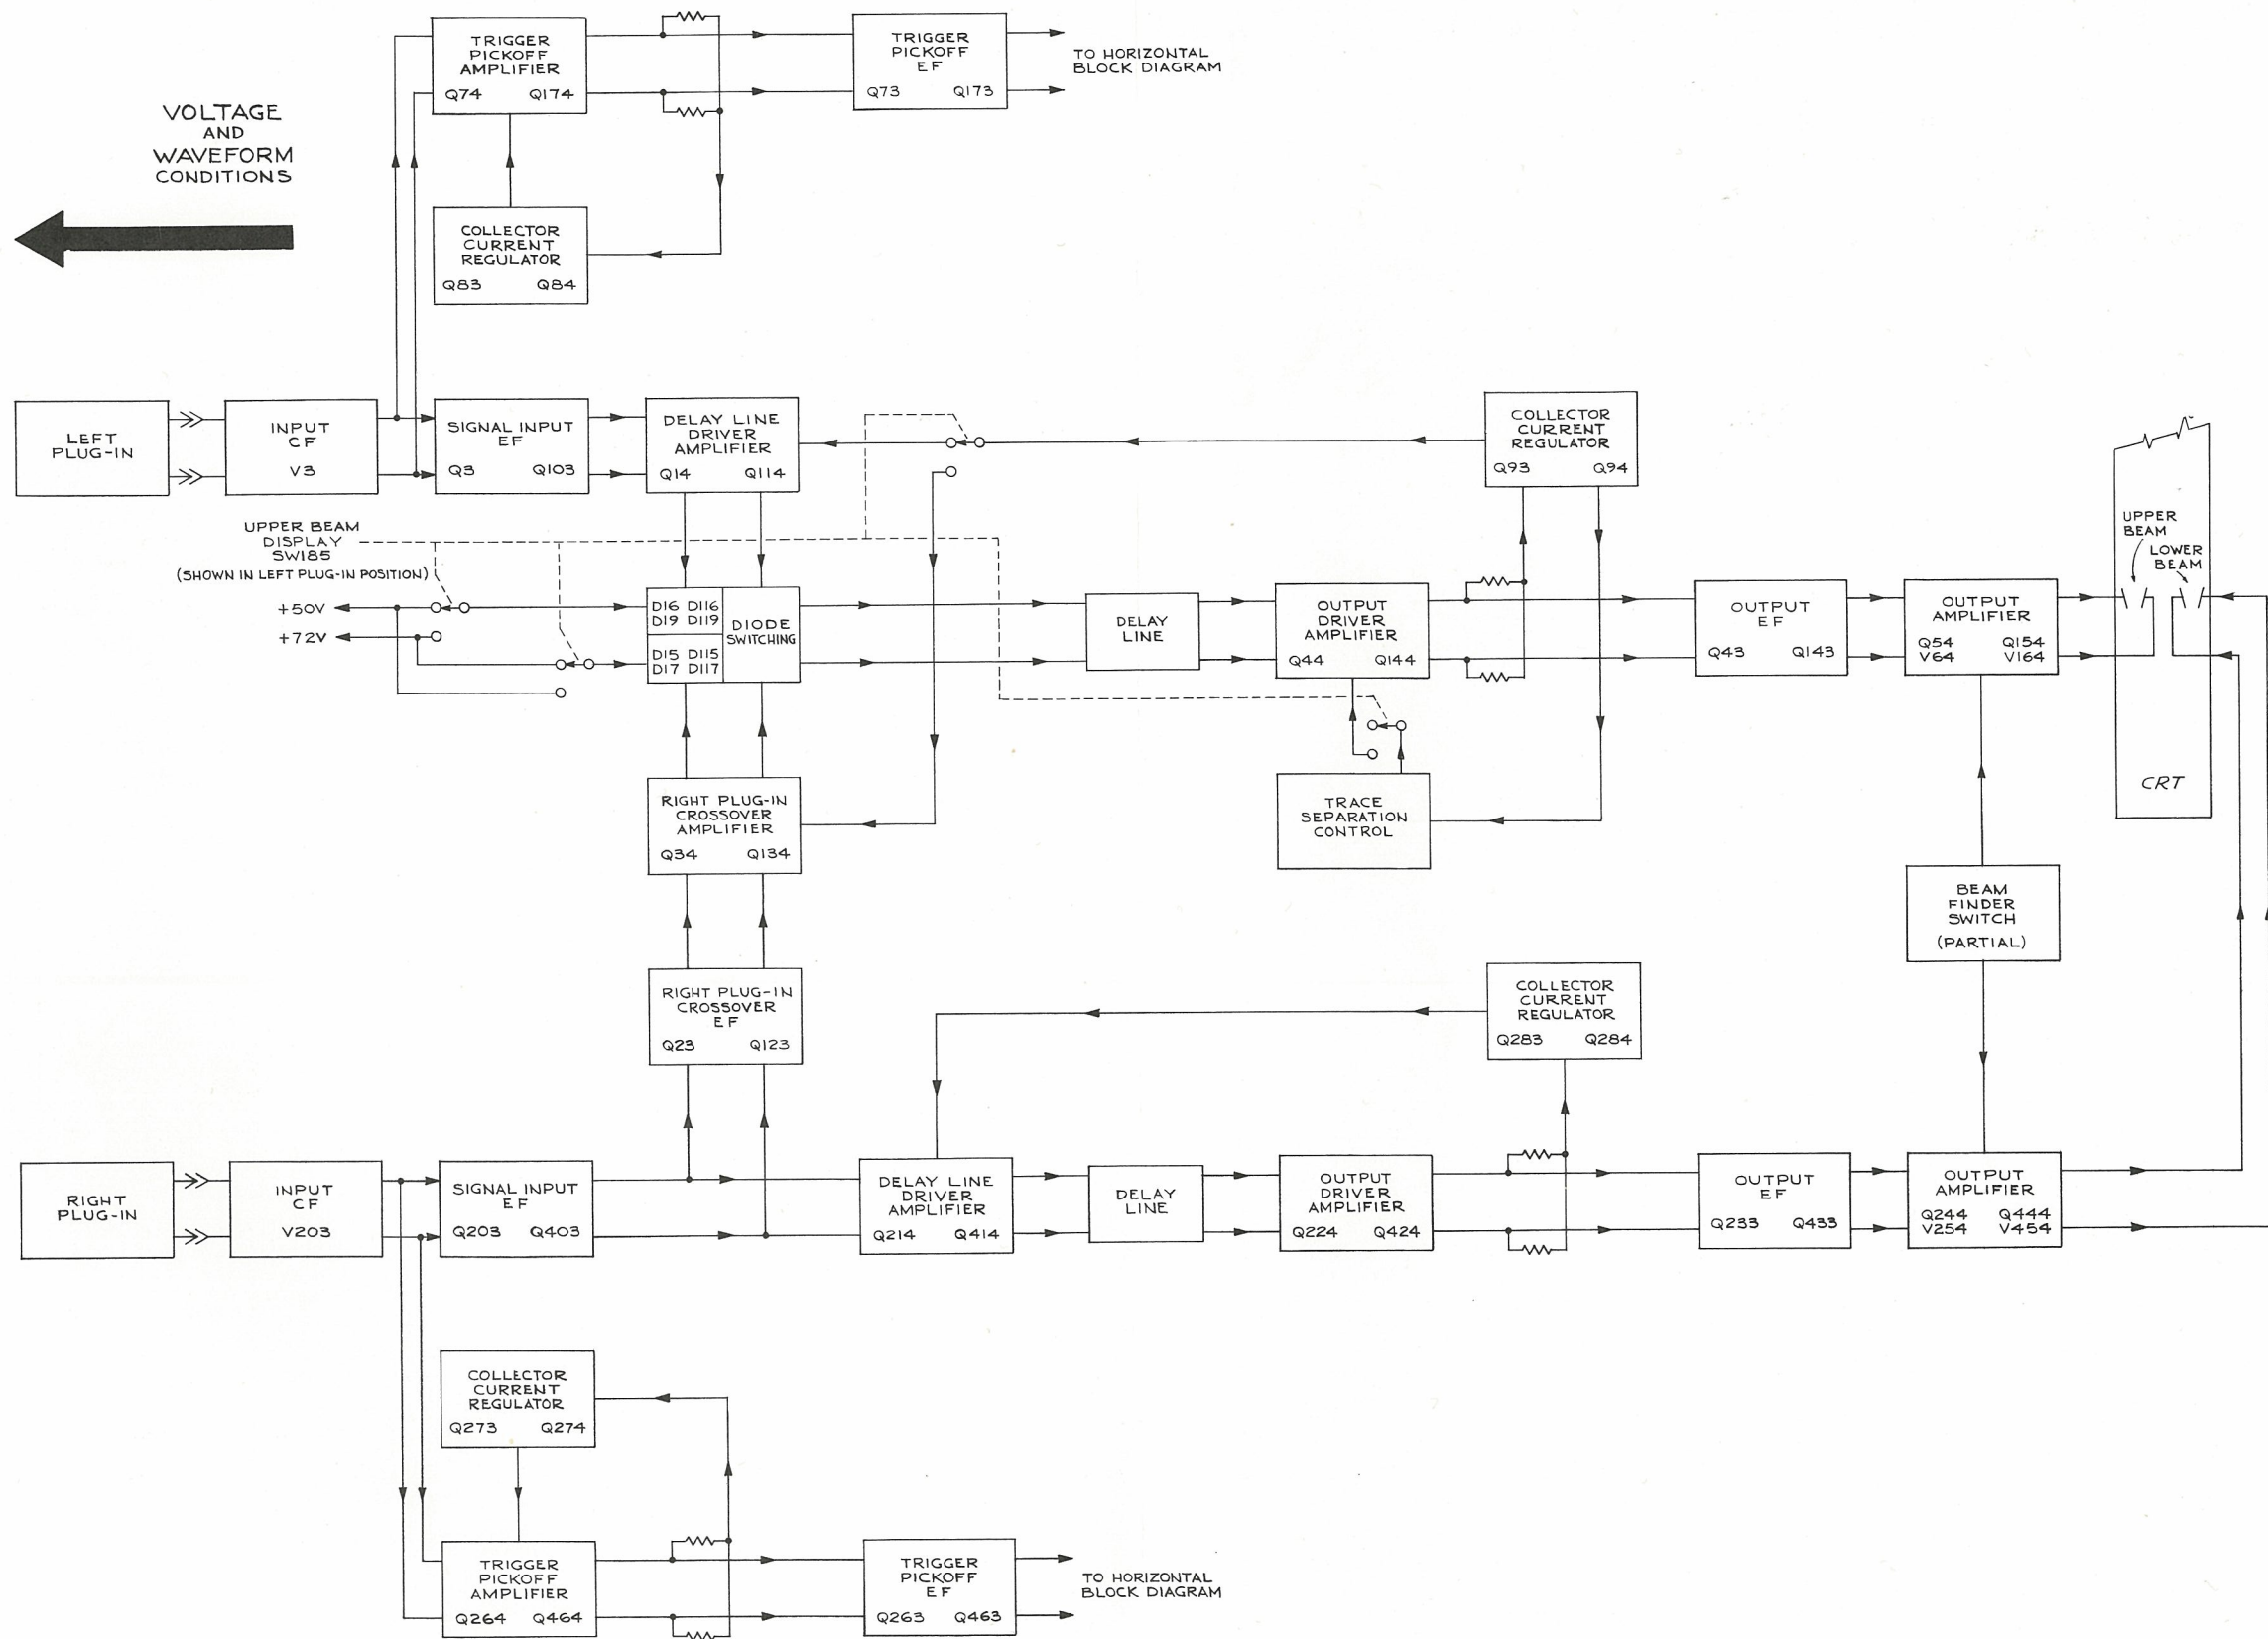 TRIGGER
PICKOFF
AMPLIFIER
Q74 Q174
TRIGGER
PICKOFF
EF
Q73 Q173
TO HORIZONTAL
BLOCK DIAGRAM
VOLTAGE
AND
WAVEFORM
CONDITIONS
COLLECTOR
CURRENT
REGULATOR
Q83 Q84
LEFT
PLUG-IN
INPUT
CF
V3
SIGNAL INPUT
EF
Q3 Q103
DELAY LINE
DRIVER
AMPLIFIER
Q14 Q114
COLLECTOR
CURRENT
REGULATOR
Q93 Q94
UPPER BEAM
DISPLAY
SW185
(SHOWN IN LEFT PLUG-IN POSITION)
+50V
+72V
D16 D116
D19 D119
D15 D115
D17 D117
DIODE
SWITCHING
DELAY
LINE
OUTPUT
DRIVER
AMPLIFIER
Q44 Q144
OUTPUT
EF
Q43 Q143
OUTPUT
AMPLIFIER
Q54 Q154
V64 V164
UPPER
BEAM
LOWER
BEAM
CRT
RIGHT PLUG-IN
CROSSOVER
AMPLIFIER
Q34 Q134
TRACE
SEPARATION
CONTROL
BEAM
FINDER
SWITCH
(PARTIAL)
RIGHT PLUG-IN
CROSSOVER
EF
Q23 Q123
COLLECTOR
CURRENT
REGULATOR
Q283 Q284
RIGHT
PLUG-IN
INPUT
CF
V203
SIGNAL INPUT
EF
Q203 Q403
DELAY LINE
DRIVER
AMPLIFIER
Q214 Q414
DELAY
LINE
OUTPUT
DRIVER
AMPLIFIER
Q224 Q424
OUTPUT
EF
Q233 Q433
OUTPUT
AMPLIFIER
Q244 Q444
V254 V454
COLLECTOR
CURRENT
REGULATOR
Q273 Q274
TRIGGER
PICKOFF
AMPLIFIER
Q264 Q464
TRIGGER
PICKOFF
EF
Q263 Q463
TO HORIZONTAL
BLOCK DIAGRAM